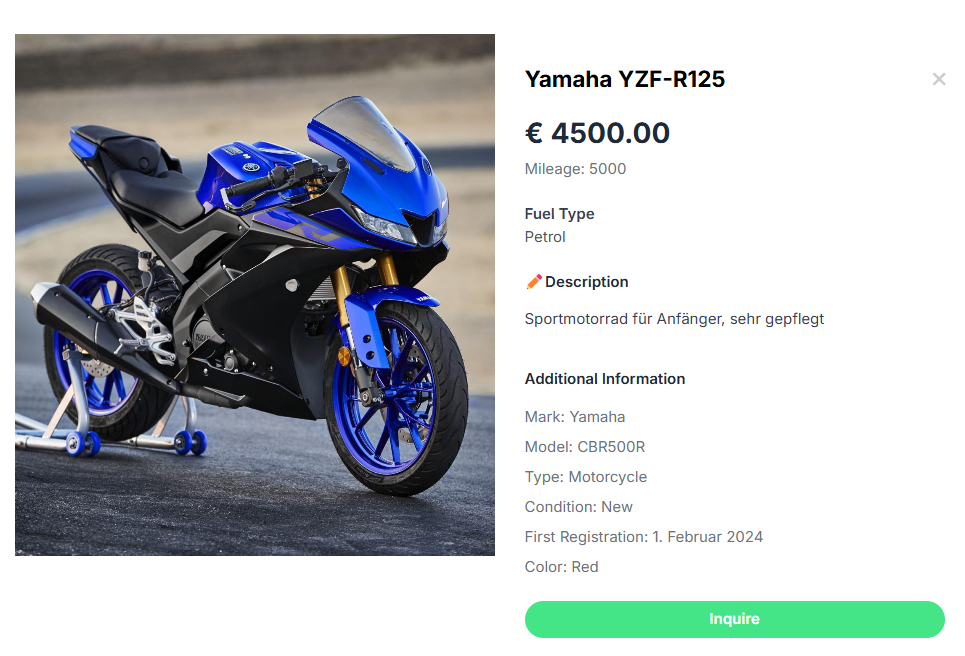 Yamaha YZF-R125
€ 4500.00
Mileage: 5000
Fuel Type
Petrol
Description
Sportmotorrad für Anfänger, sehr gepflegt
Additional Information
Mark: Yamaha
Model: CBR500R
Type: Motorcycle
Condition: New
First Registration: 1. Februar 2024
Color: Red
Inquire
YAMAHA